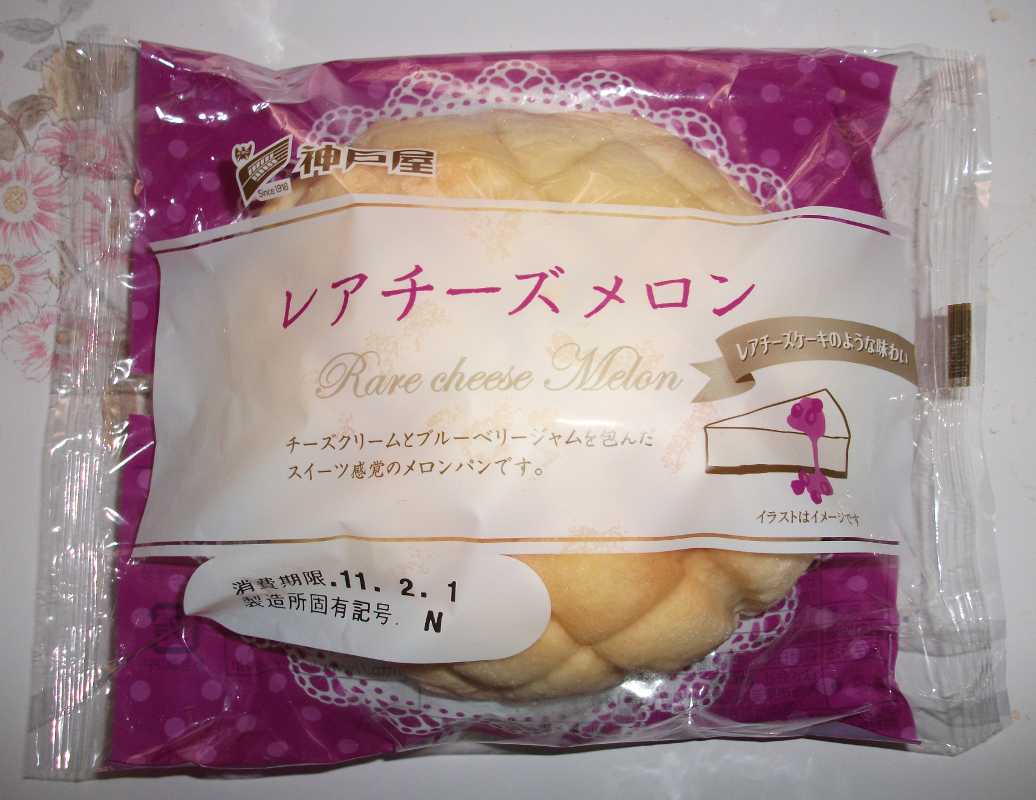 神戸屋
Since 1918
レアチーズメロン
Rare cheese Melon
レアチーズケーキのような味わい
チーズクリームとブルーベリージャムを包んだ
スイーツ感覚のメロンパンです。
イラストはイメージです
消費期限.11. 2. 1
製造所固有記号. N